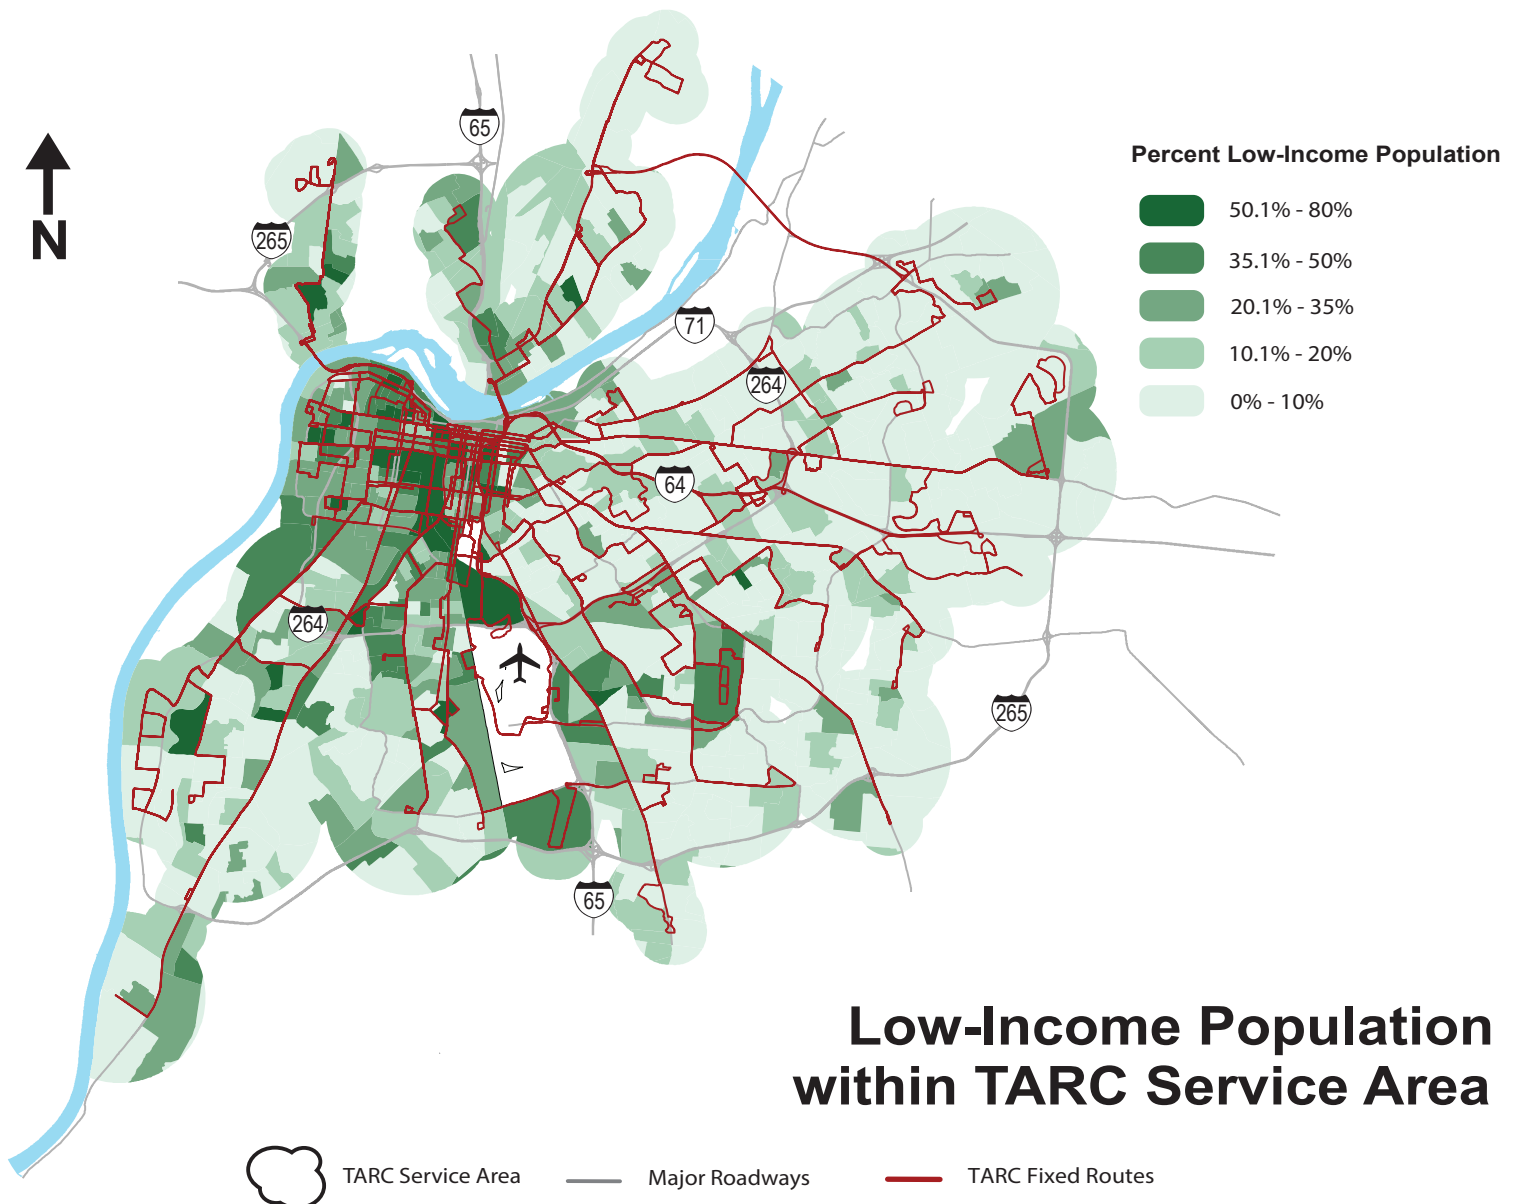 65
265
N
Percent Low-Income Population
50.1% - 80%
35.1% - 50%
20.1% - 35%
10.1% - 20%
0% - 10%
71
264
64
264
265
65
Low-Income Population
within TARC Service Area
TARC Service Area
Major Roadways
TARC Fixed Routes